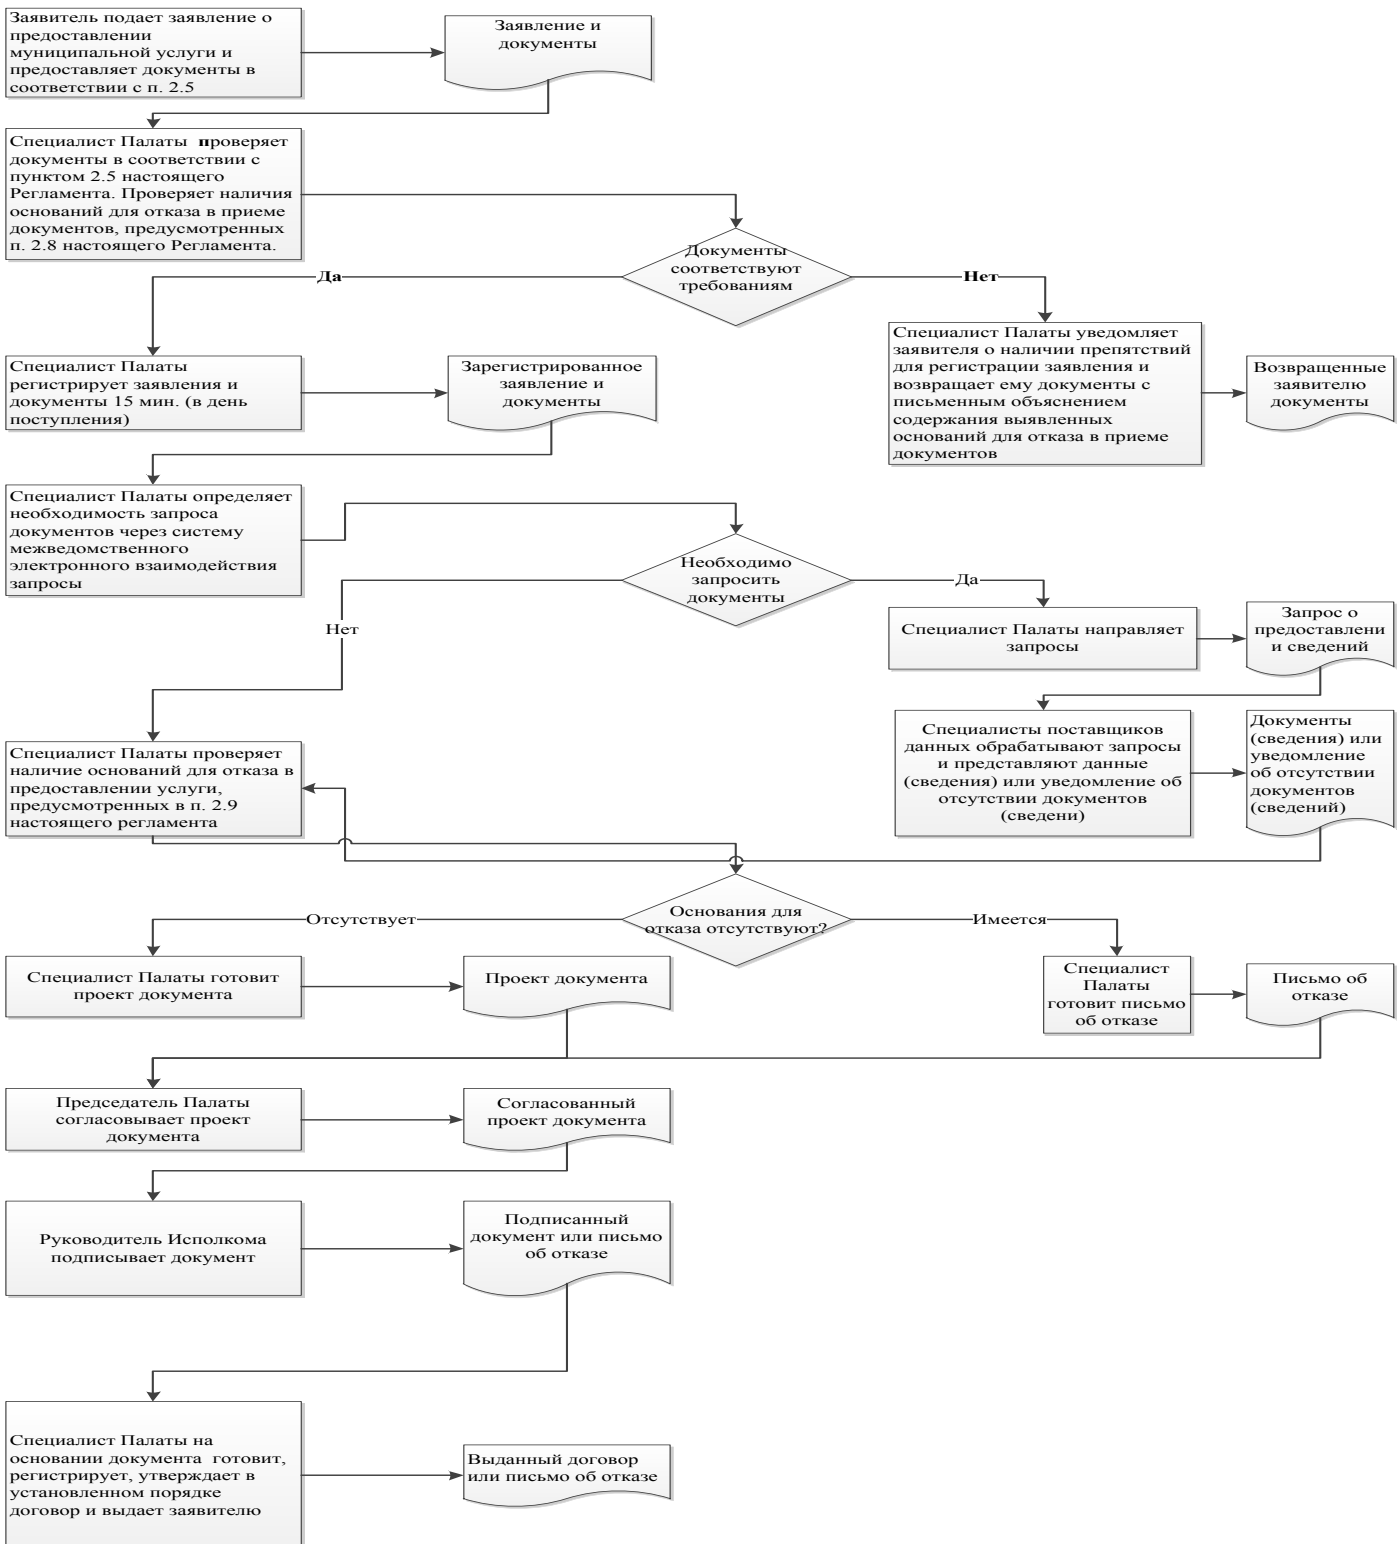 Заявитель подает заявление о
предоставлении
муниципальной услуги и
предоставляет документы в
соответствии с п. 2.5
Заявление и
документы
Специалист Палаты проверяет
документы в соответствии с
пунктом 2.5 настоящего
Регламента. Проверяет наличия
оснований для отказа в приеме
документов, предусмотренных
п. 2.8 настоящего Регламента.
Документы
соответствуют
требованиям
Да
Нет
Специалист Палаты
регистрирует заявления и
документы 15 мин. (в день
поступления)
Зарегистрированное
заявление и
документы
Специалист Палаты уведомляет
заявителя о наличии препятствий
для регистрации заявления и
возвращает ему документы с
письменным объяснением
содержания выявленных
оснований для отказа в приеме
документов
Возвращенные
заявителю
документы
Специалист Палаты определяет
необходимость запроса
документов через систему
межведомственного
электронного взаимодействия
запросы
Необходимо
запросить
документы
Да
Нет
Специалист Палаты направляет
запросы
Запрос о
предоставлени
и сведений
Специалисты поставщиков
данных обрабатывают запросы
и представляют данные
(сведения) или уведомление об
отсутствии документов
(сведени)
Документы
(сведения) или
уведомление
об отсутствии
документов
(сведений)
Специалист Палаты проверяет
наличие оснований для отказа в
предоставлении услуги,
предусмотренных в п. 2.9
настоящего регламента
Основания для
отказа отсутствуют?
Отсутствует
Имеется
Специалист Палаты готовит
проект документа
Проект документа
Специалист
Палаты
готовит письмо
об отказе
Письмо об
отказе
Председатель Палаты
согласовывает проект
документа
Согласованный
проект документа
Руководитель Исполкома
подписывает документ
Подписанный
документ или письмо
об отказе
Специалист Палаты на
основании документа готовит,
регистрирует, утверждает в
установленном порядке
договор и выдает заявителю
Выданный договор
или письмо об отказе